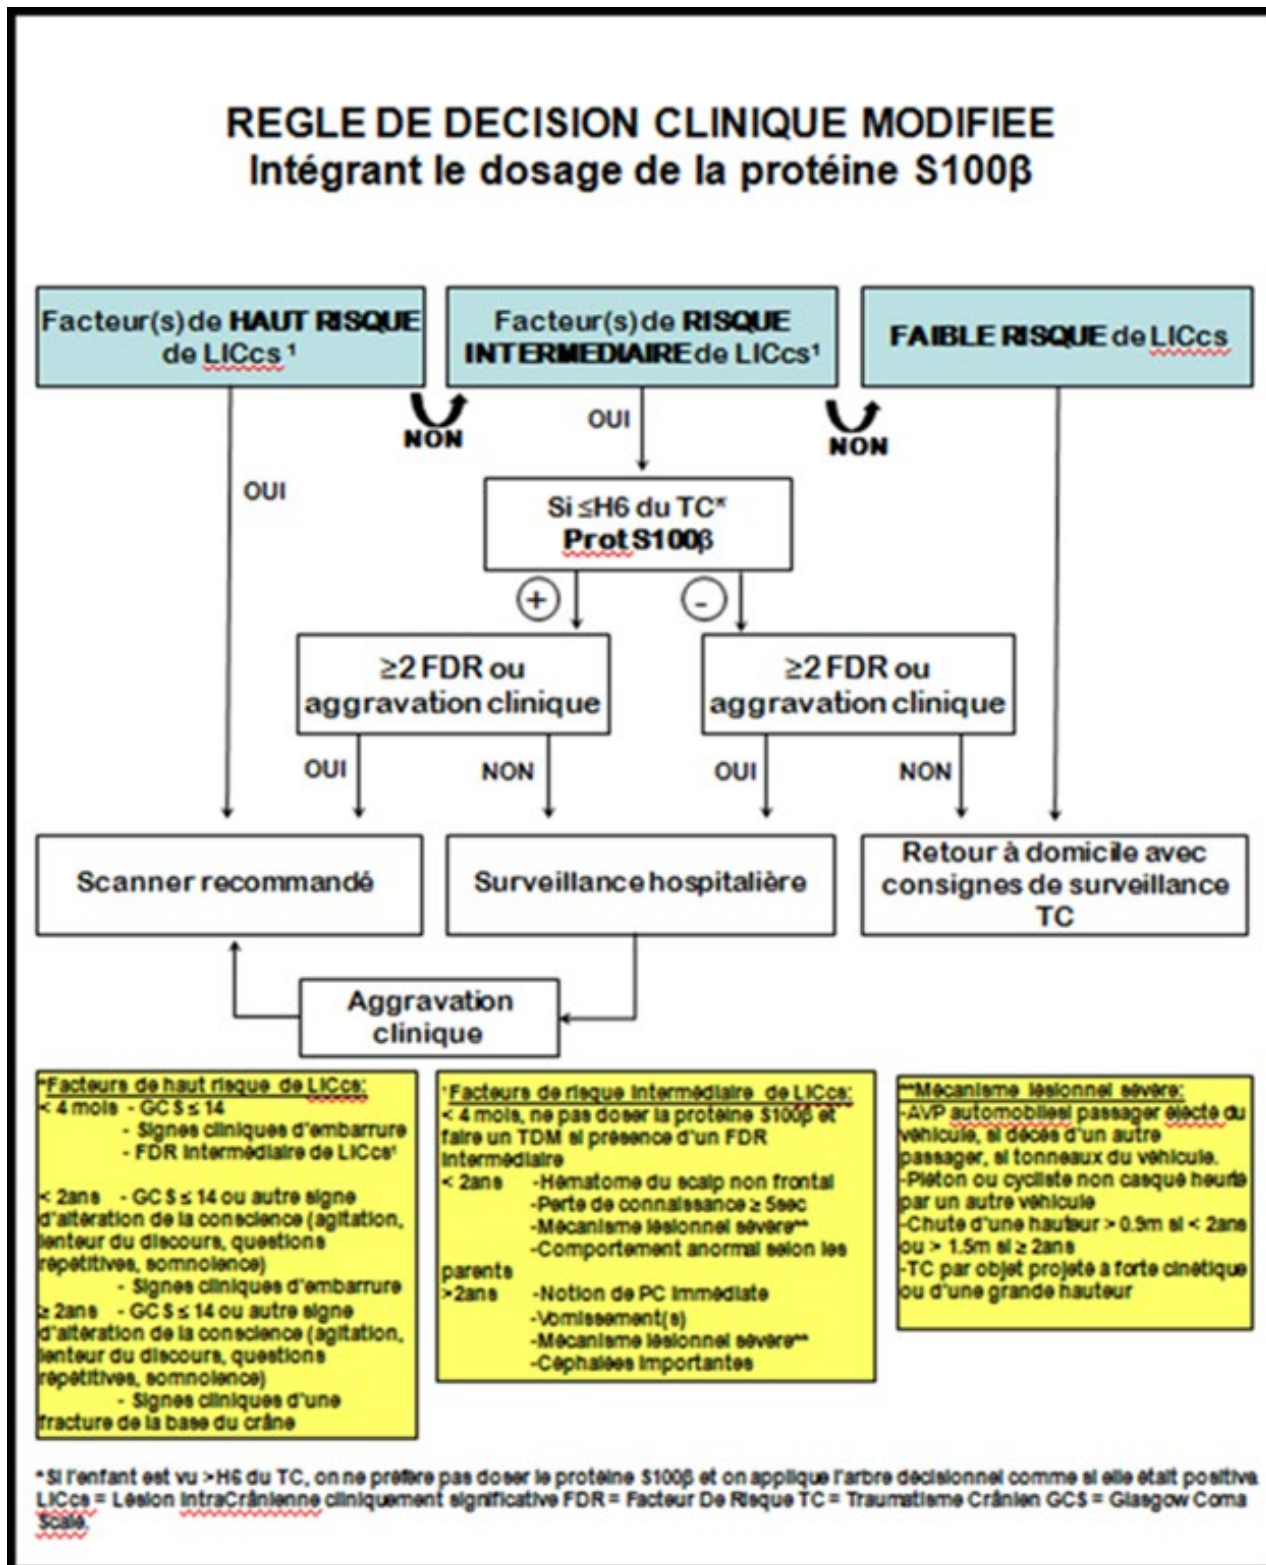 REGLE DE DECISION CLINIQUE MODIFIEE
Intégrant le dosage de la protéine S100β
Facteur(s) de HAUT RISQUE
de LICcs ¹
Facteur(s) de RISQUE
INTERMEDIAIRE de LICcs¹
FAIBLE RISQUE de LICcs
NON
OUI
NON
OUI
Si ≤H6 du TC*
Prot S100β
+
-
≥2 FDR ou
aggravation clinique
≥2 FDR ou
aggravation clinique
OUI
NON
OUI
NON
Scanner recommandé
Surveillance hospitalière
Retour à domicile avec
consignes de surveillance
TC
Aggravation
clinique
*Facteurs de haut risque de LICcs:
< 4 mois - GCS ≤ 14
- Signes cliniques d'embarrure
- FDR Intermédiaire de LICcs¹
< 2ans - GCS ≤ 14 ou autre signe
d'altération de la conscience (agitation,
lenteur du discours, questions
répétitives, somnolence)
- Signes cliniques d'embarrure
≥ 2ans - GCS ≤ 14 ou autre signe
d'altération de la conscience (agitation,
lenteur du discours, questions
répétitives, somnolence)
- Signes cliniques d'une
fracture de la base du crâne
¹Facteurs de risque Intermédiaire de LICcs:
< 4 mois, ne pas doser la protéine S100β et
faire un TDM si présence d'un FDR
Intermédiaire
< 2ans -Hématome du scalp non frontal
-Perte de connaissance ≥ 5sec
-Mécanisme lésionnel sévère**
-Comportement anormal selon les
parents
>2ans -Notion de PC Immédiate
-Vomissement(s)
-Mécanisme lésionnel sévère**
-Céphalées Importantes
**Mécanisme lésionnel sévère:
-AVP automobilesi passager éjecté du
véhicule, si décès d'un autre
passager, si tonneaux du véhicule.
-Piéton ou cycliste non casqué heurté
par un autre véhicule
-Chute d'une hauteur > 0.9m si < 2ans
ou > 1.5m si ≥ 2ans
-TC par objet projeté à forte cinétique
ou d'une grande hauteur
*Si l'enfant est vu >H6 du TC, on ne préfère pas doser le protéine S100β et on applique l'arbre décisionnel comme si elle était positive
LICcs = Lésion IntraCrânienne cliniquement significative FDR = Facteur De Risque TC = Traumatisme Crânien GCS = Glasgow Coma
Scale.